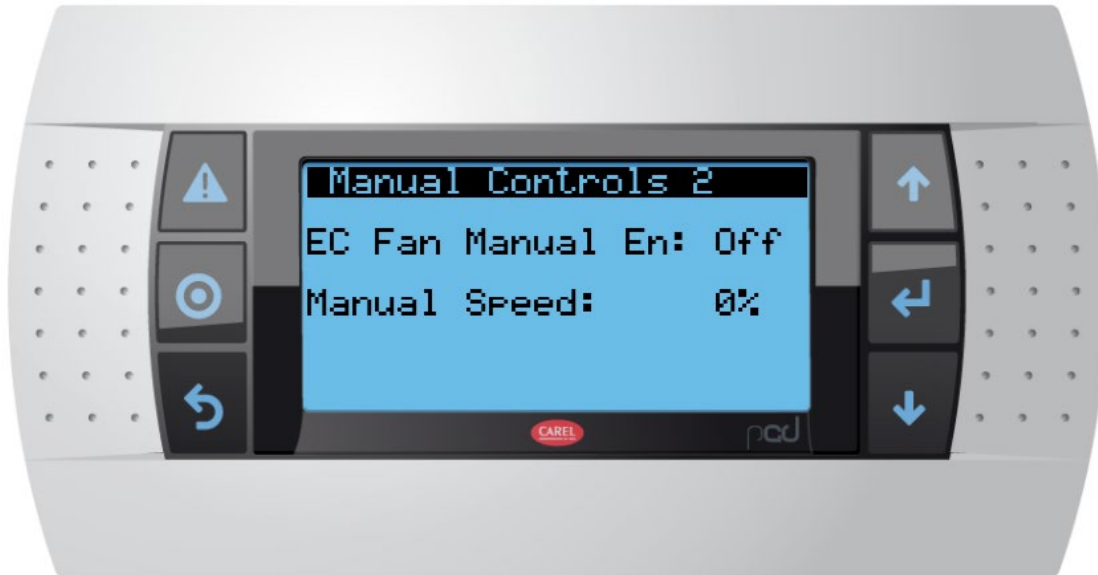 Manual Controls 2
EC Fan Manual En: Off
Manual Speed: 0%
CAREL
pGD